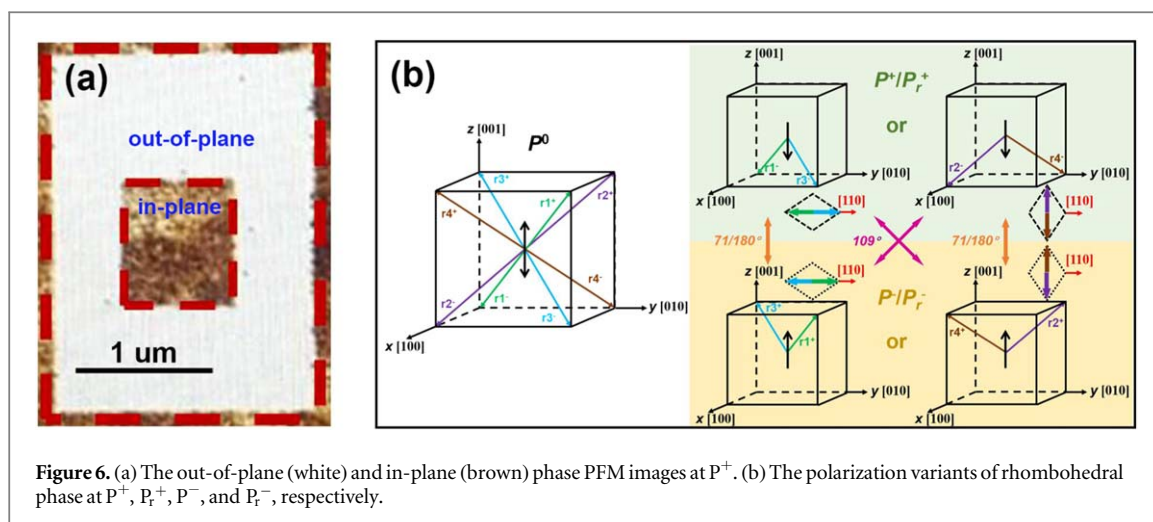 (a)
out-of-plane
in-plane
1 um
(b)
z [001]
P⁰
r3⁺
r1⁺
r2⁺
r4⁺
r4⁻
r2⁻
r1⁻
r3⁻
y [010]
x [100]
z [001]
r1⁻
r3⁻
y [010]
x [100]
[110]
P⁺/Pᵣ⁺
or
z [001]
r2⁻
r4⁻
y [010]
x [100]
[110]
71/180°
109°
71/180°
z [001]
[110]
r3⁺
r1⁺
y [010]
x [100]
P⁻/Pᵣ⁻
or
z [001]
[110]
r4⁺
r2⁺
y [010]
x [100]
Figure 6. (a) The out-of-plane (white) and in-plane (brown) phase PFM images at P⁺. (b) The polarization variants of rhombohedral
phase at P⁺, Pᵣ⁺, P⁻, and Pᵣ⁻, respectively.